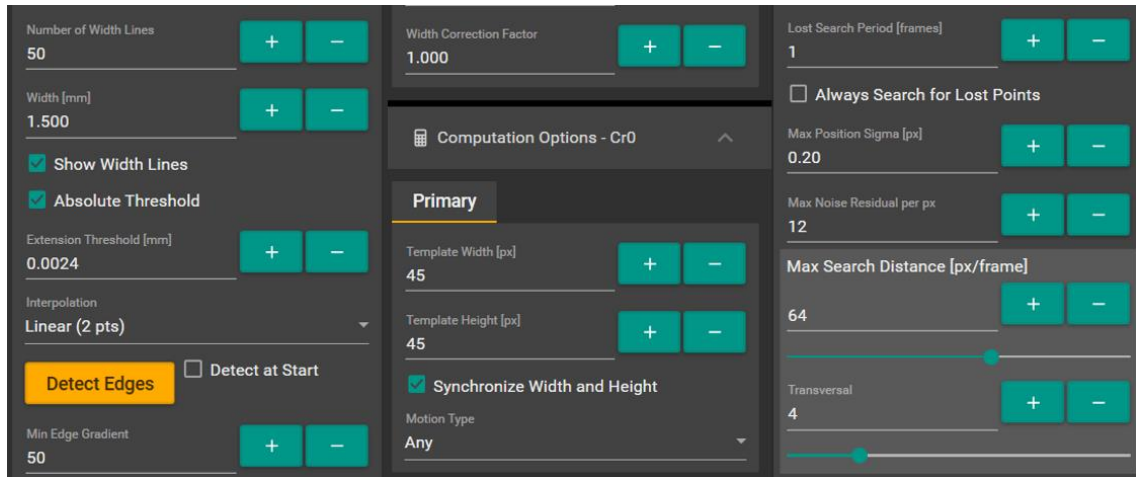 Number of Width Lines
50
Width [mm]
1.500
Show Width Lines
Absolute Threshold
Extension Threshold [mm]
0.0024
Interpolation
Linear (2 pts)
Detect Edges
Detect at Start
Min Edge Gradient
50
Width Correction Factor
1.000
Computation Options - Cr0
Primary
Template Width [px]
45
Template Height [px]
45
Synchronize Width and Height
Motion Type
Any
Lost Search Period [frames]
1
Always Search for Lost Points
Max Position Sigma [px]
0.20
Max Noise Residual per px
12
Max Search Distance [px/frame]
64
Transversal
4